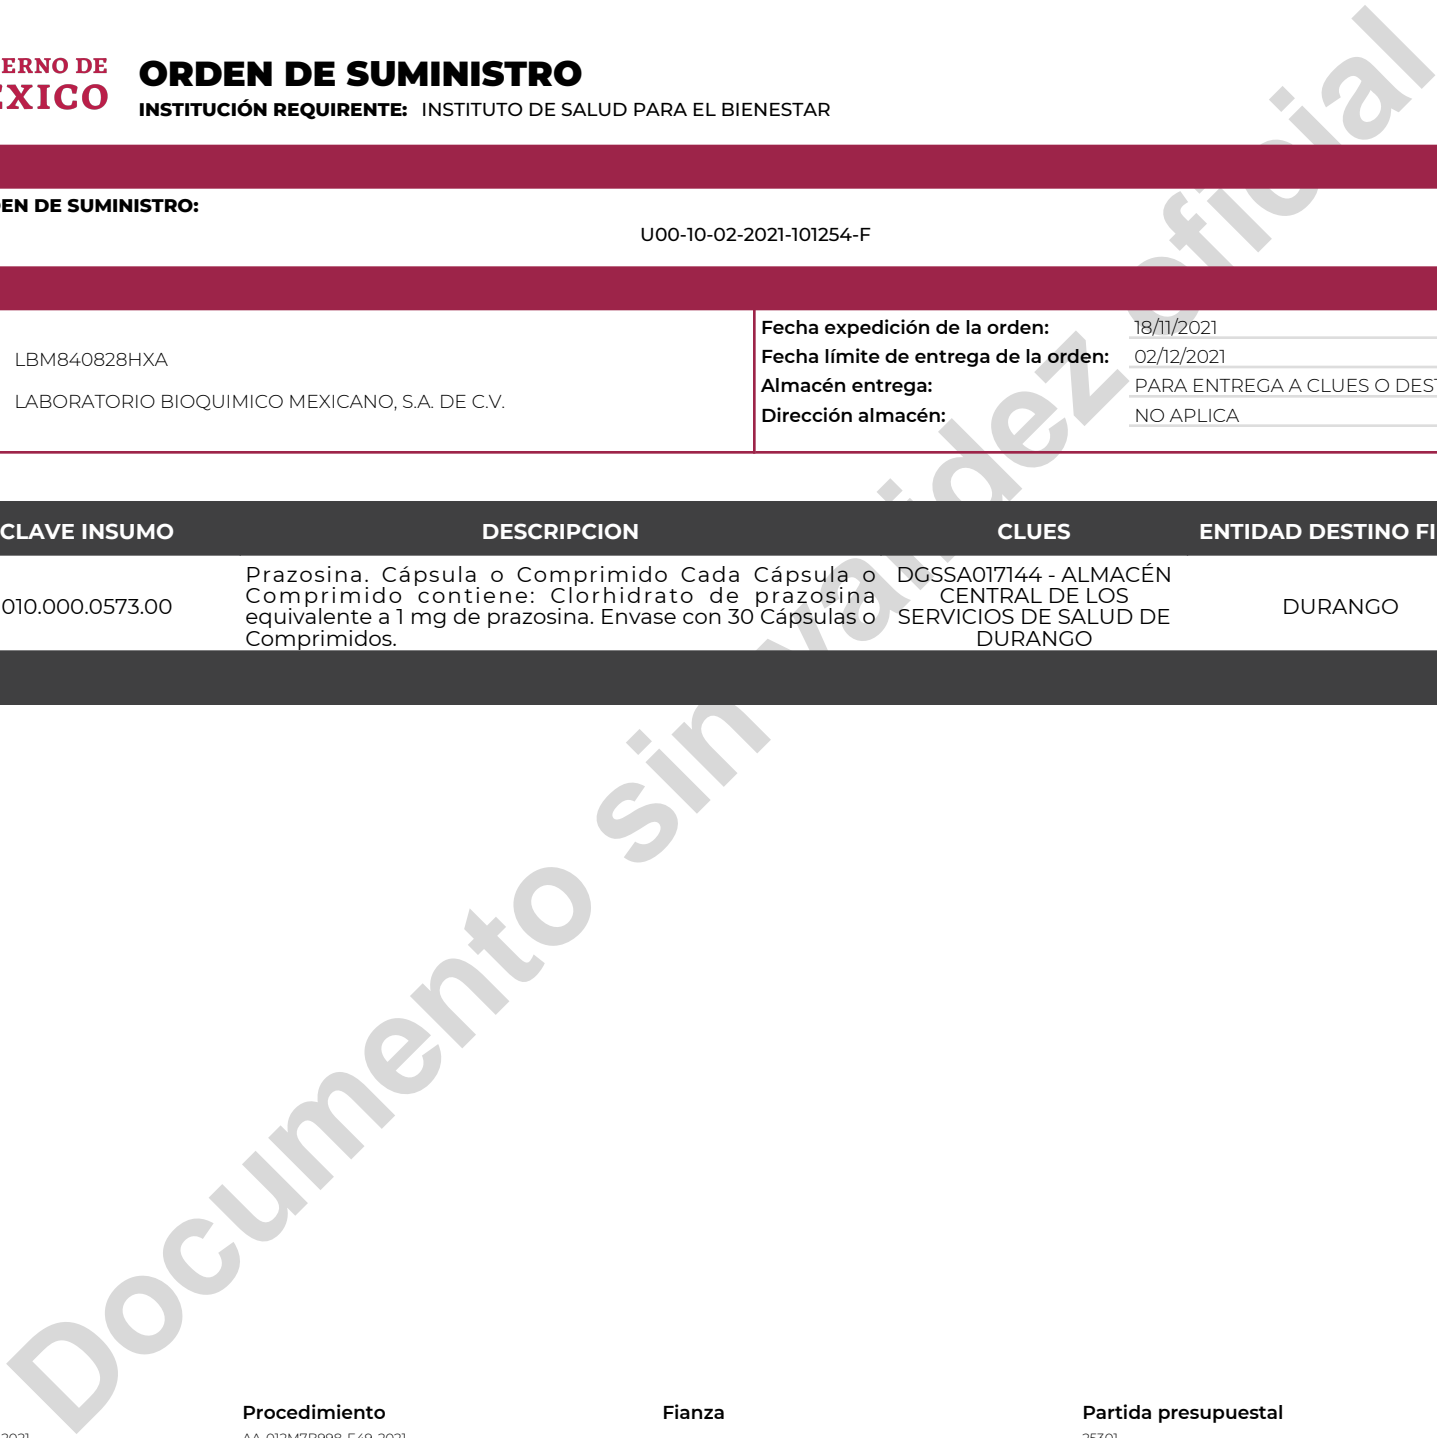 ERNO DE
ORDEN DE SUMINISTRO
INSTITUCIÓN REQUIRENTE: INSTITUTO DE SALUD PARA EL BIENESTAR
EN DE SUMINISTRO:
U00-10-02-2021-101254-F
LBM840828HXA
LABORATORIO BIOQUIMICO MEXICANO, S.A. DE C.V.
Fecha expedición de la orden: 18/11/2021
Fecha límite de entrega de la orden: 02/12/2021
Almacén entrega: PARA ENTREGA A CLUES O DEST
Dirección almacén: NO APLICA
CLAVE INSUMO DESCRIPCION CLUES ENTIDAD DESTINO FI
010.000.0573.00
Prazosina. Cápsula o Comprimido Cada Cápsula o
Comprimido contiene: Clorhidrato de prazosina
equivalente a 1 mg de prazosina. Envase con 30 Cápsulas o
Comprimidos.
DGSSA017144 - ALMACÉN
CENTRAL DE LOS
SERVICIOS DE SALUD DE
DURANGO
DURANGO
Documento sin validez oficial
Procedimiento Fianza Partida presupuestal